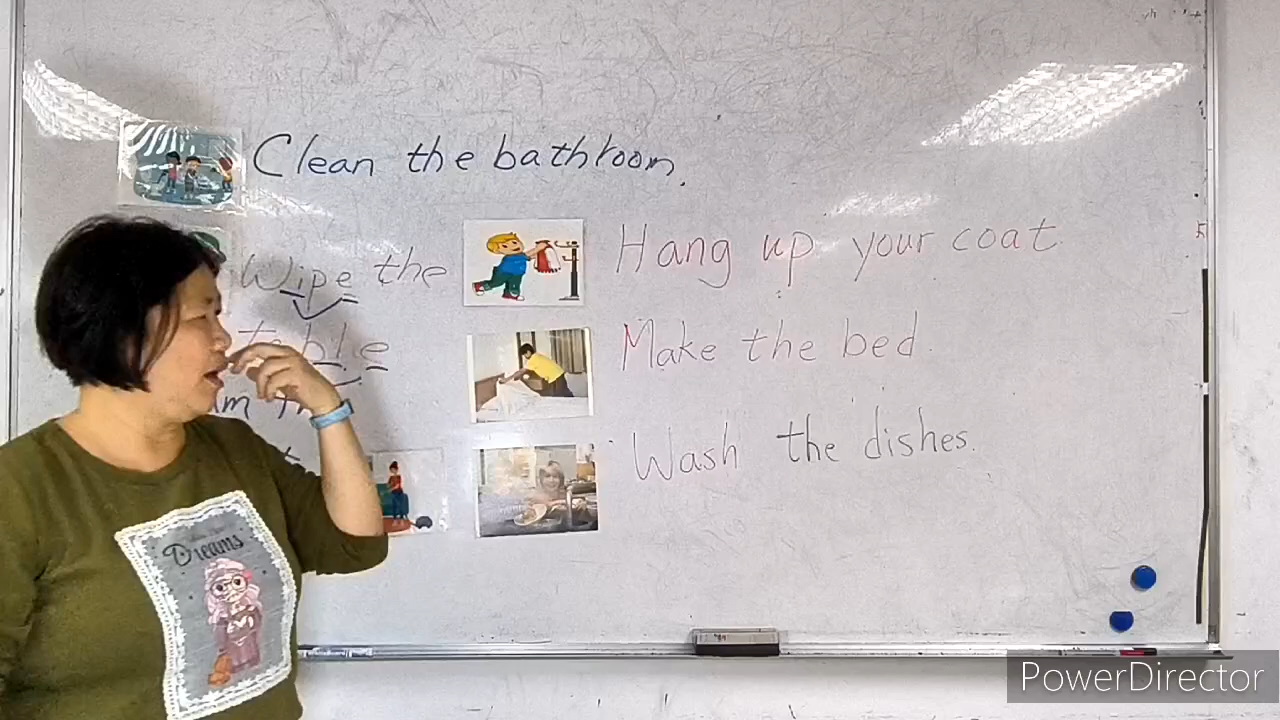 Clean the bathroom.
Wipe the
table
Hang up your coat.
Make the bed.
Wash the dishes.
Dreams
PowerDirector